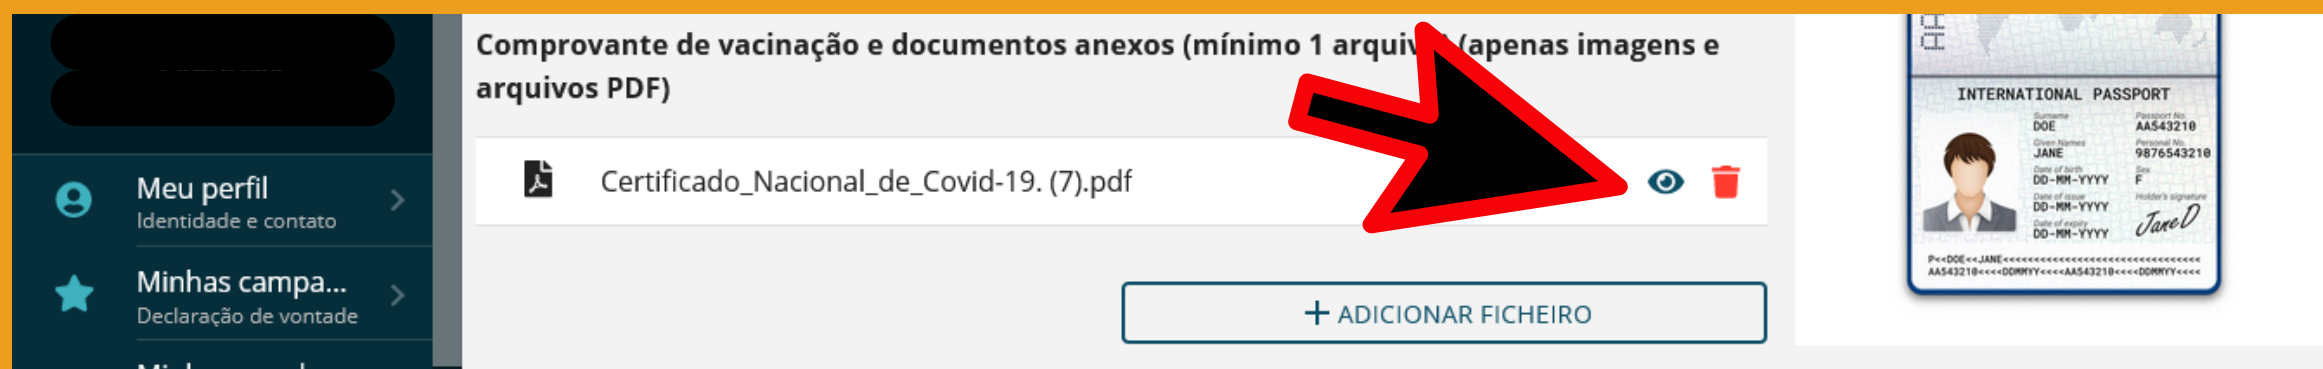 Comprovante de vacinação e documentos anexos (mínimo 1 (apenas imagens e
arquivos PDF)
Certificado_Nacional_de_Covid-19. (7).pdf
+ ADICIONAR FICHEIRO
Meu perfil
Identidade e contato
Minhas campa...
Declaração de vontade
INTERNATIONAL PASSPORT
Surname
DOE
Passport No.
AA543210
Given Names
JANE
Personal No.
9876543210
Date of birth
DD-MM-YYYY
Sex
F
Date of issue
DD-MM-YYYY
Holder's signature
Jane D
Date of expiry
DD-MM-YYYY
P<<DOE<<JANE<<<<<<<<<<<<<<<<<<<<<<<<<<<<<<<
AA543210<<<<DDMMYY<<<<AA543210<<<<DDMMYY<<<<